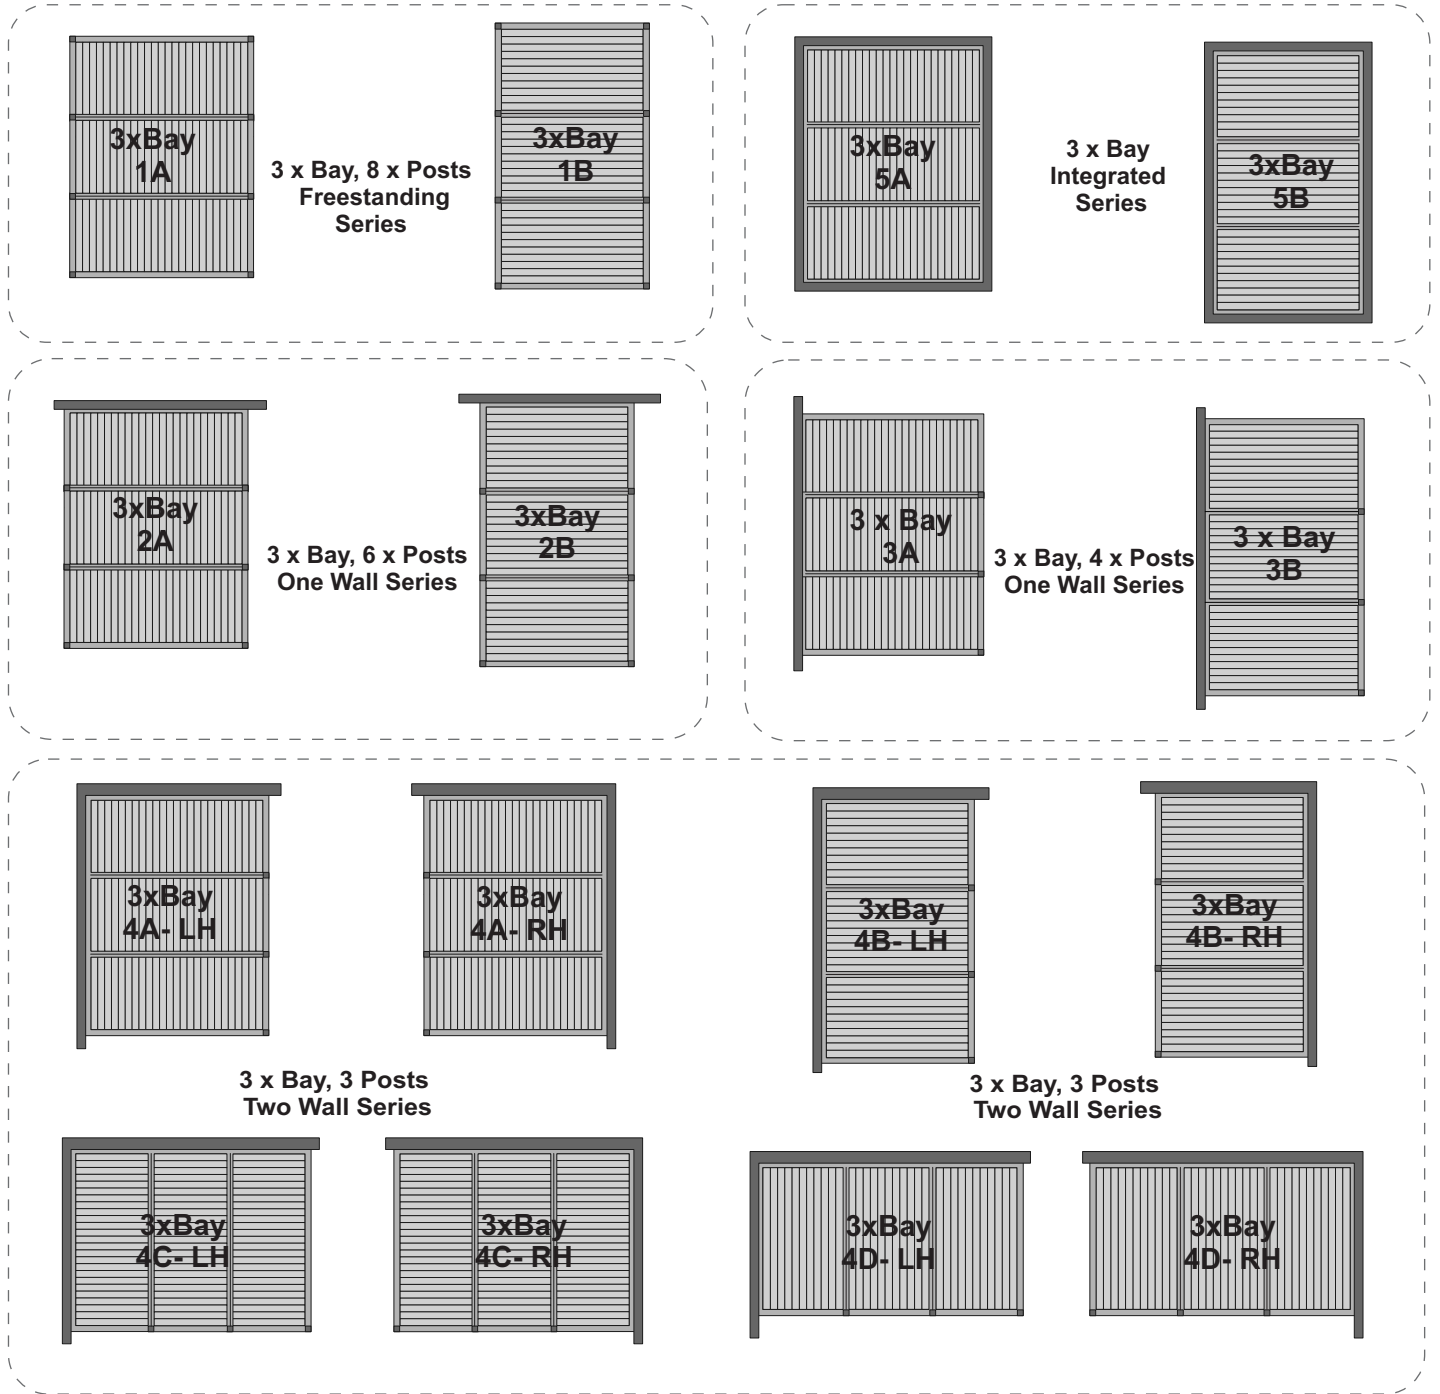 3xBay
1A
3 x Bay, 8 x Posts
Freestanding
Series
3xBay
1B
3xBay
5A
3 x Bay
Integrated
Series
3xBay
5B
3xBay
2A
3 x Bay, 6 x Posts
One Wall Series
3xBay
2B
3 x Bay
3A
3 x Bay, 4 x Posts
One Wall Series
3 x Bay
3B
3xBay
4A- LH
3xBay
4A- RH
3xBay
4B- LH
3xBay
4B- RH
3 x Bay, 3 Posts
Two Wall Series
3 x Bay, 3 Posts
Two Wall Series
3xBay
4C- LH
3xBay
4C- RH
3xBay
4D- LH
3xBay
4D- RH